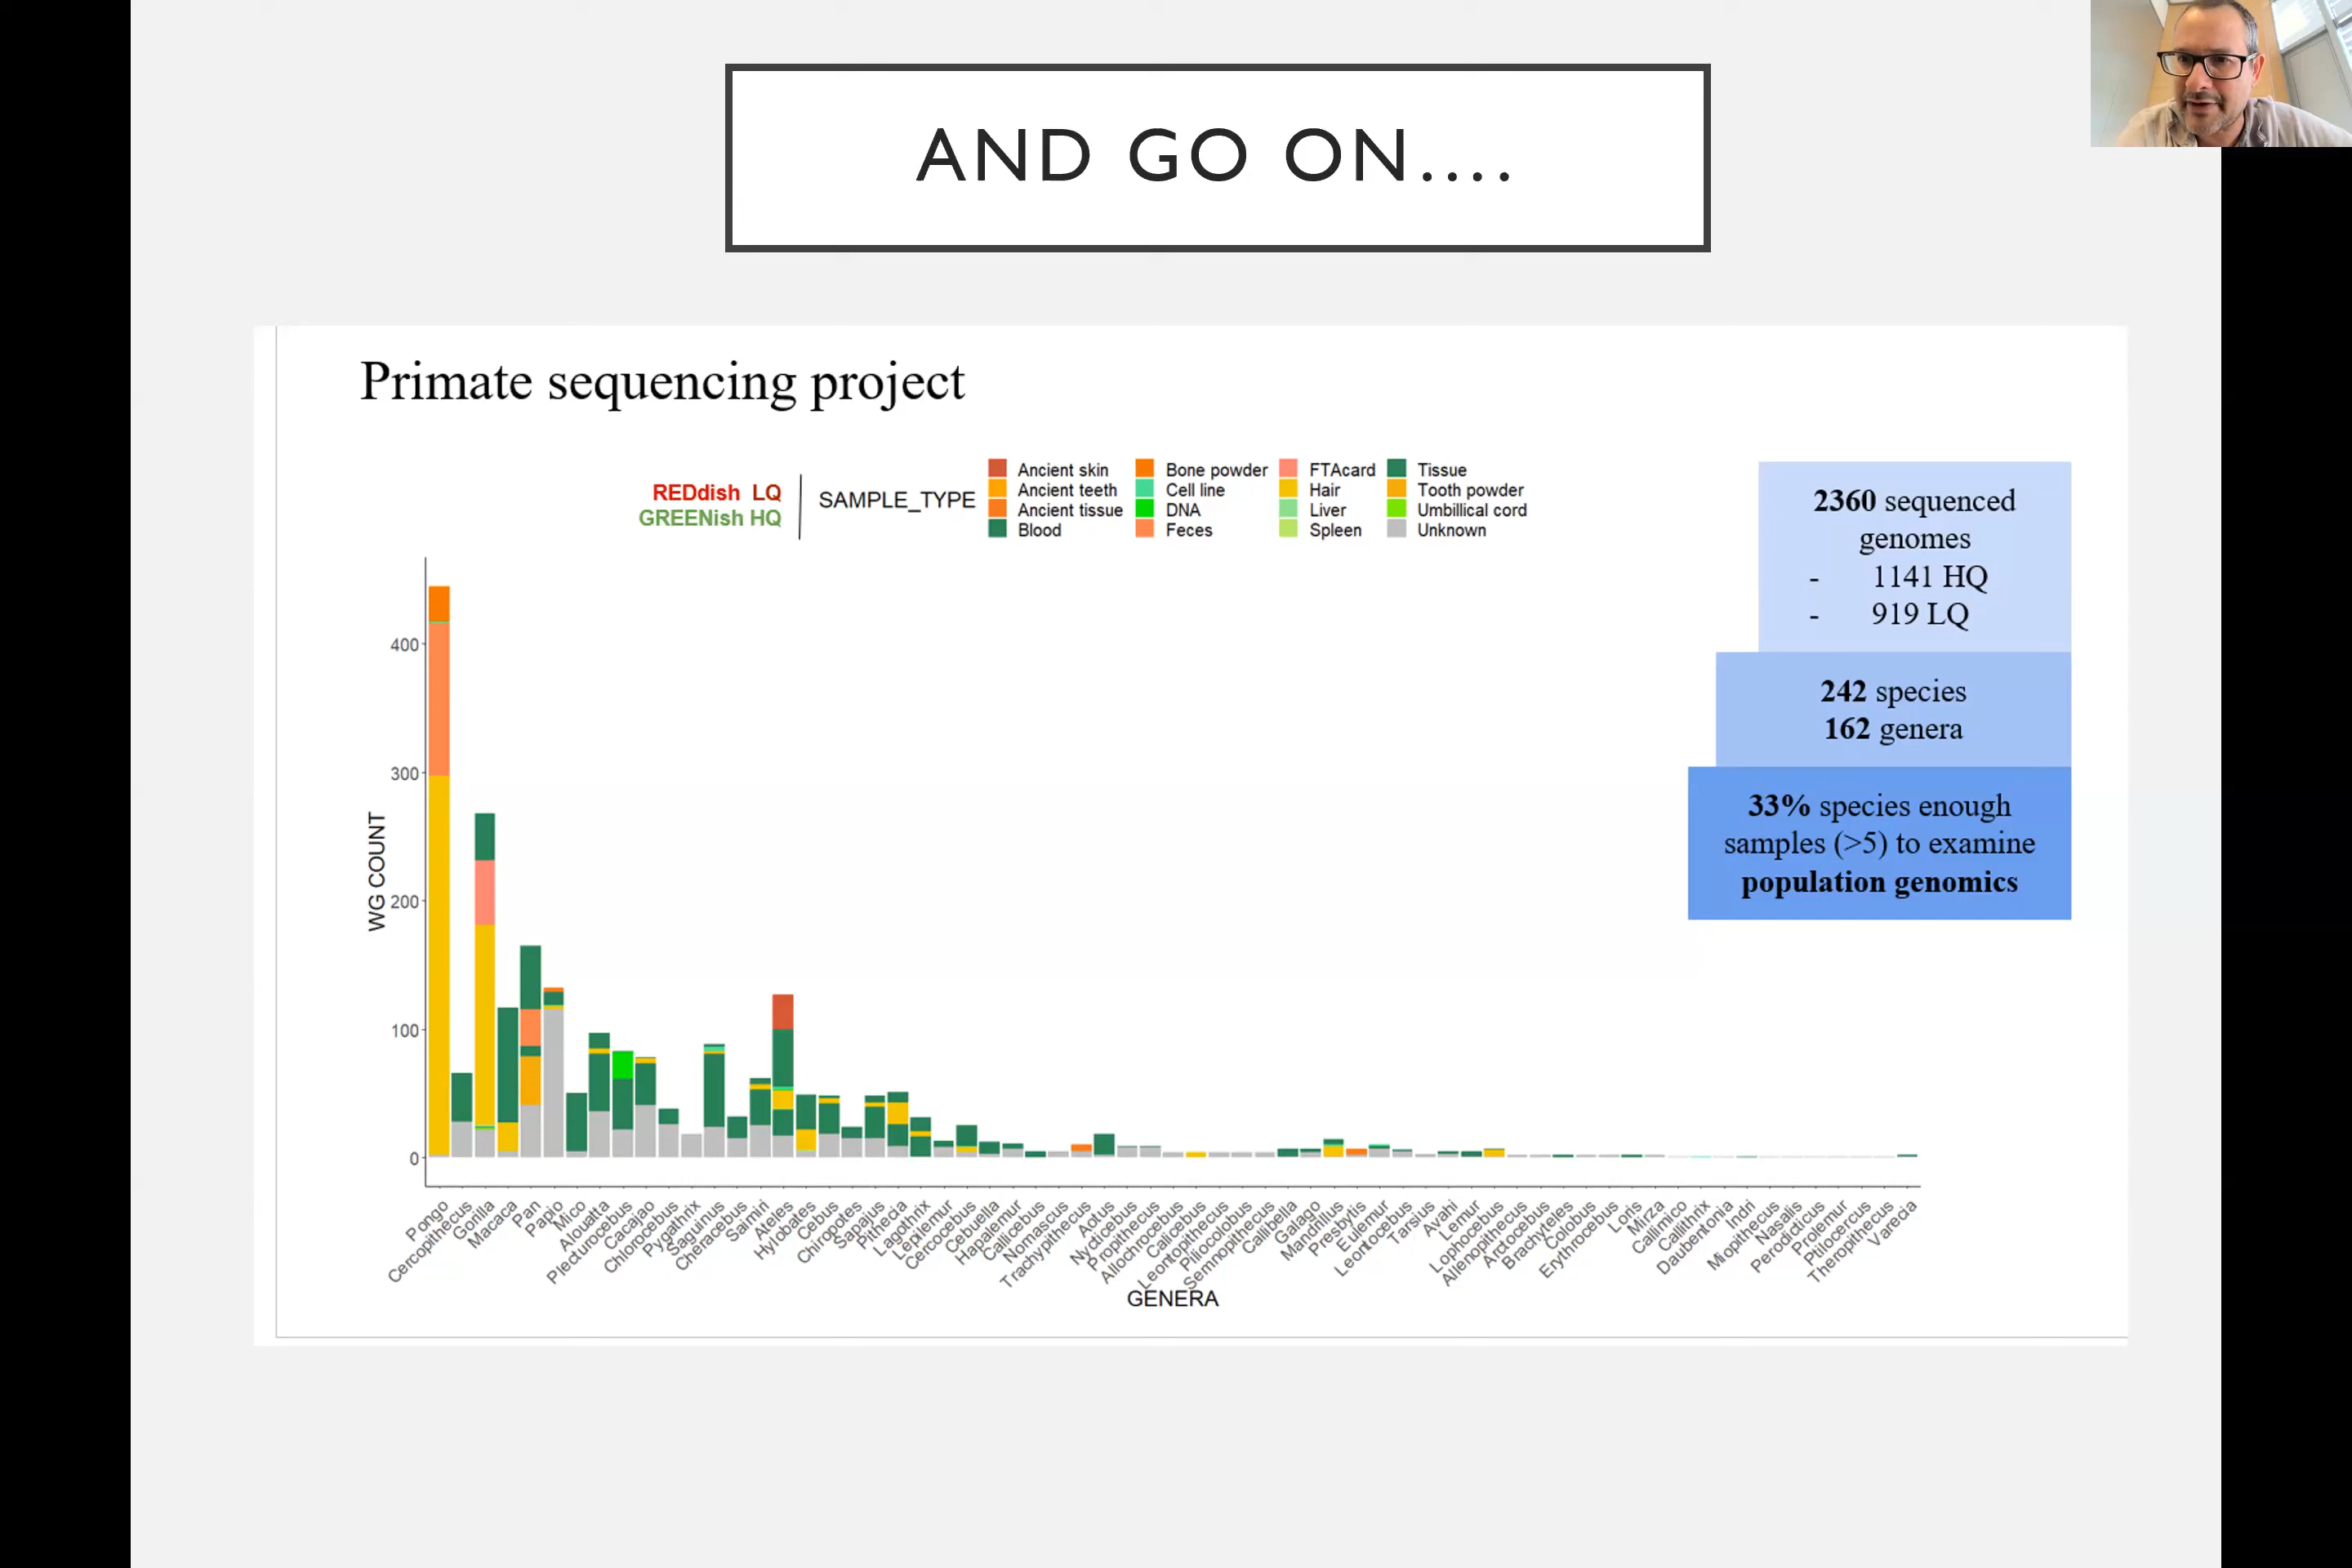 AND GO ON....
Primate sequencing project
REDdish LQ
GREENish HQ
SAMPLE_TYPE
Ancient skin
Ancient teeth
Ancient tissue
Blood
Bone powder
Cell line
DNA
Feces
FTAcard
Hair
Liver
Spleen
Tissue
Tooth powder
Umbillical cord
Unknown
2360 sequenced
genomes
- 1141 HQ
- 919 LQ
242 species
162 genera
33% species enough
samples (>5) to examine
population genomics
WG COUNT
400
300
200
100
0
Pongo
Cercopithecus
Gorilla
Macaca
Pan
Papio
Mico
Alouatta
Plecturocebus
Cacajao
Chlorocebus
Pygathrix
Saguinus
Cheracebus
Saimiri
Ateles
Hylobates
Cebus
Chiropotes
Sapajus
Pithecia
Lagothrix
Lepilemur
Cercocebus
Cebuella
Hapalemur
Callicebus
Nomascus
Trachypithecus
Aotus
Nycticebus
Propithecus
Allochrocebus
Calicebus
Leontopithecus
Piliocolobus
Semnopithecus
Callibella
Galago
Mandrillus
Presbytis
Eulemur
Leontocebus
Tarsius
Avahi
Lemur
Lophocebus
Allenopithecus
Arctocebus
Brachyteles
Colobus
Erythrocebus
Loris
Mirza
Callimico
Callithrix
Daubentonia
Indri
Miopithecus
Nasalis
Perodicticus
Prolemur
Ptilocercus
Theropithecus
Varecia
GENERA